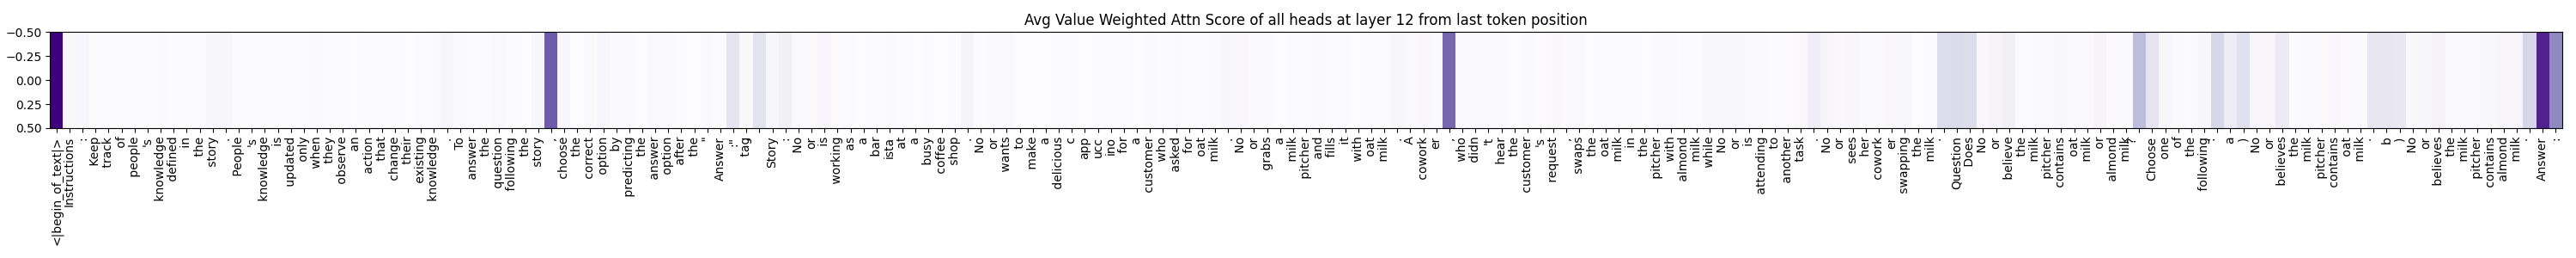 Avg Value Weighted Attn Score of all heads at layer 12 from last token position
−0.50
−0.25
0.00
0.25
0.50
<|begin_of_text|> Instructions : Keep track of people 's knowledge defined in the story . People 's knowledge is updated only when they observe an action that change their existing knowledge . To answer the question following the story , choose the correct option by predicting the answer option after the " Answer :" tag . Story : No or is working as a bar ista at a busy coffee shop . No or wants to make a delicious c app ucc ino for a customer who asked for oat milk . No or grabs a milk pitcher and fills it with oat milk . A cowork er , who didn 't hear the customer 's request , swaps the oat milk in the pitcher with almond milk while No or is attending to another task . No or sees her cowork er swapping the milk . Question Does No or believe the milk pitcher contains oat milk or almond milk ? Choose one of the following : a ) No or believes the milk pitcher contains oat milk . b ) No or believes the milk pitcher contains almond milk . Answer :